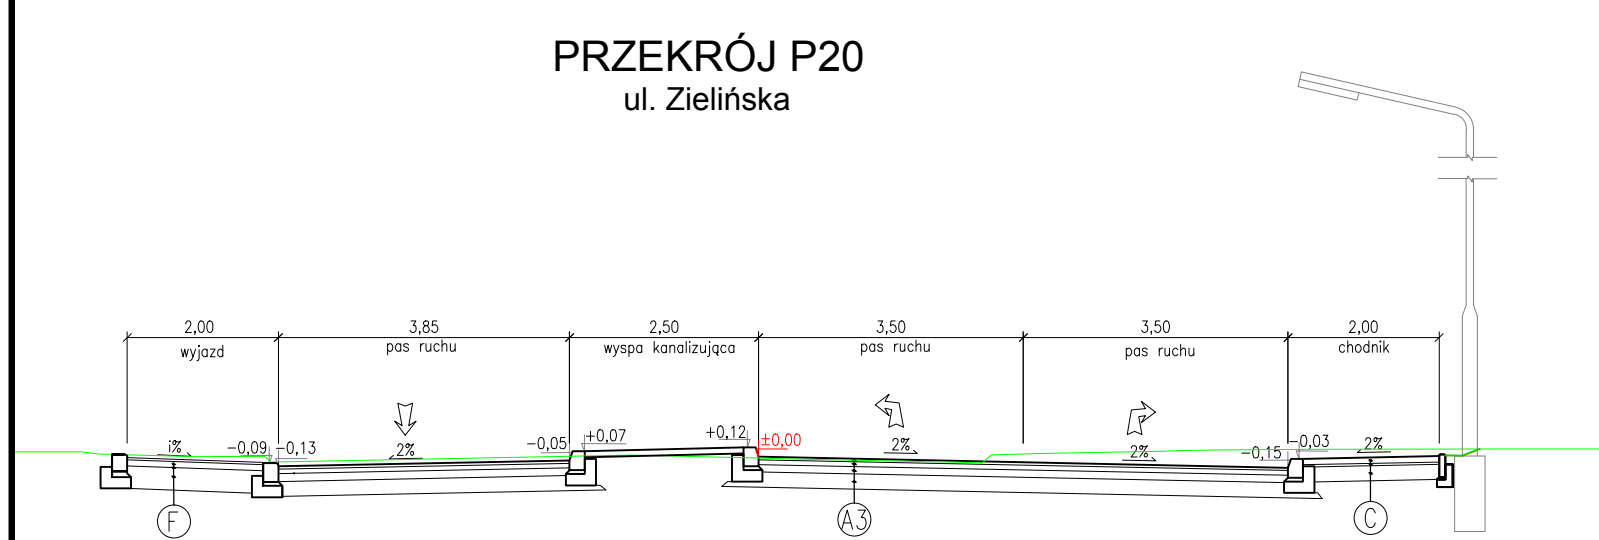 PRZEKRÓJ P20
ul. Zielińska
2,00 3,85 2,50 3,50 3,50 2,00
wyjazd pas ruchu wyspa kanalizująca pas ruchu pas ruchu chodnik
i% -0,09 -0,13 2% -0,05 +0,07 +0,12 ±0,00 2% 2% -0,15 -0,03 2%
F A3 C